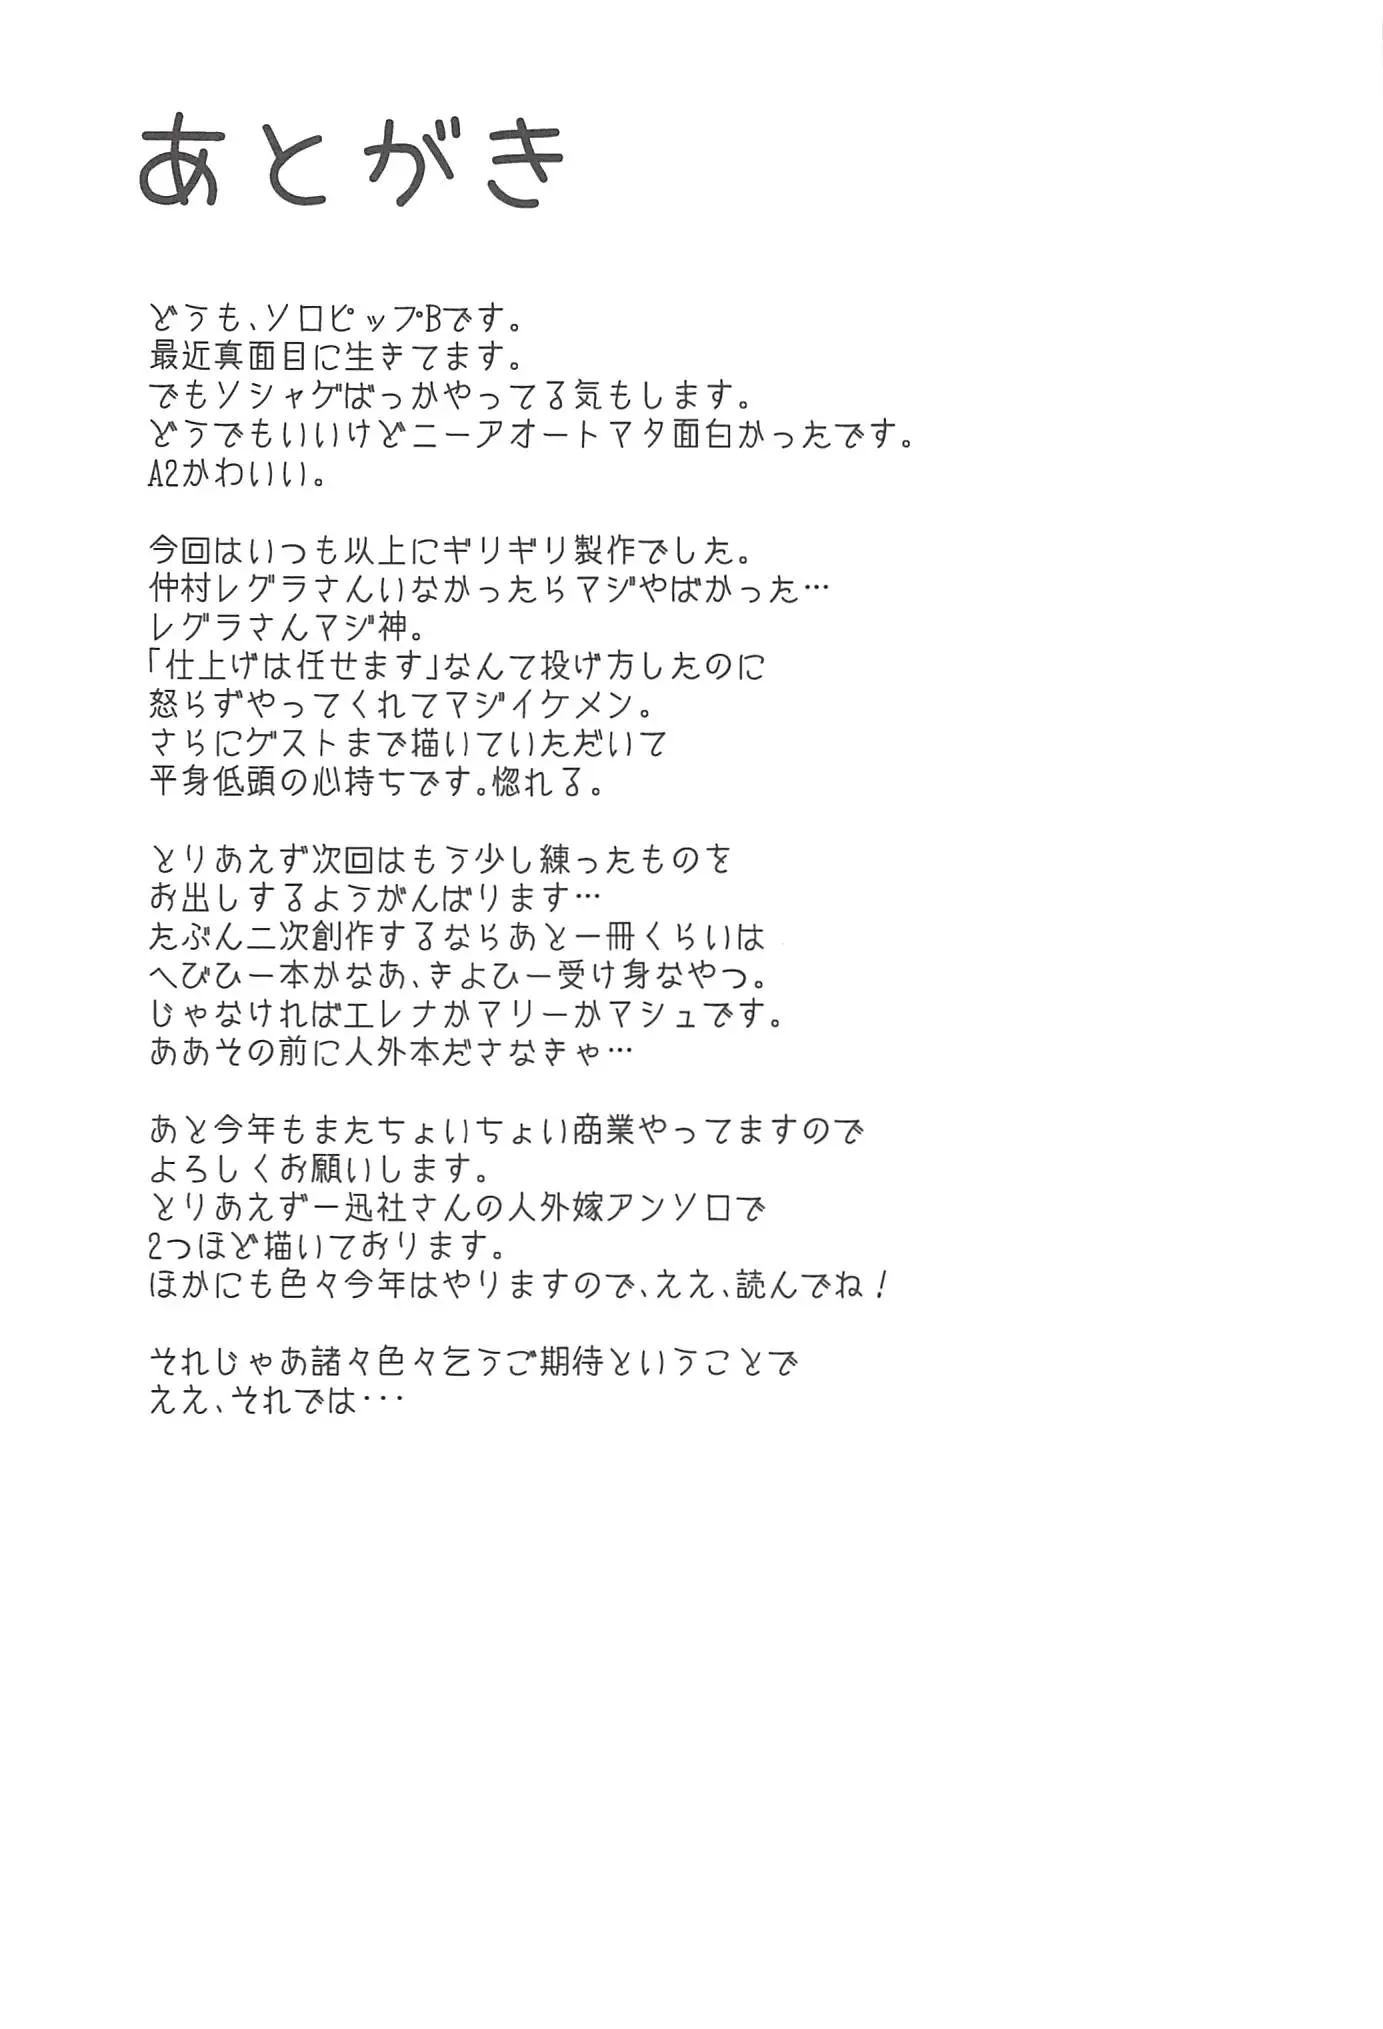 あとがき
どうも、ソロピップBです。
最近真面目に生きてます。
でもソシャゲばっかやってる気もします。
どうでもいいけどニーアオートマタ面白かったです。
A2かわいい。
今回はいつも以上にギリギリ製作でした。
仲村レグラさんいなかったらマジやばかった…
レグラさんマジ神。
「仕上げは任せます」なんて投げ方したのに
怒らずやってくれてマジイケメン。
さらにゲストまで描いていただいて
平身低頭の心持ちです。惚れる。
とりあえず次回はもう少し練ったものを
お出しするようがんばります…
たぶん二次創作するならあと一冊くらいは
へびひー本かなあ、きよひー受け身なやつ。
じゃなければエレナかマリーかマシュです。
ああその前に人外本ださなきゃ…
あと今年もまたちょいちょい商業やってますので
よろしくお願いします。
とりあえず一迅社さんの人外嫁アンソロで
2つほど描いております。
ほかにも色々今年はやりますので、ええ、読んでね！
それじゃあ諸々色々乞うご期待ということで
ええ、それでは・・・